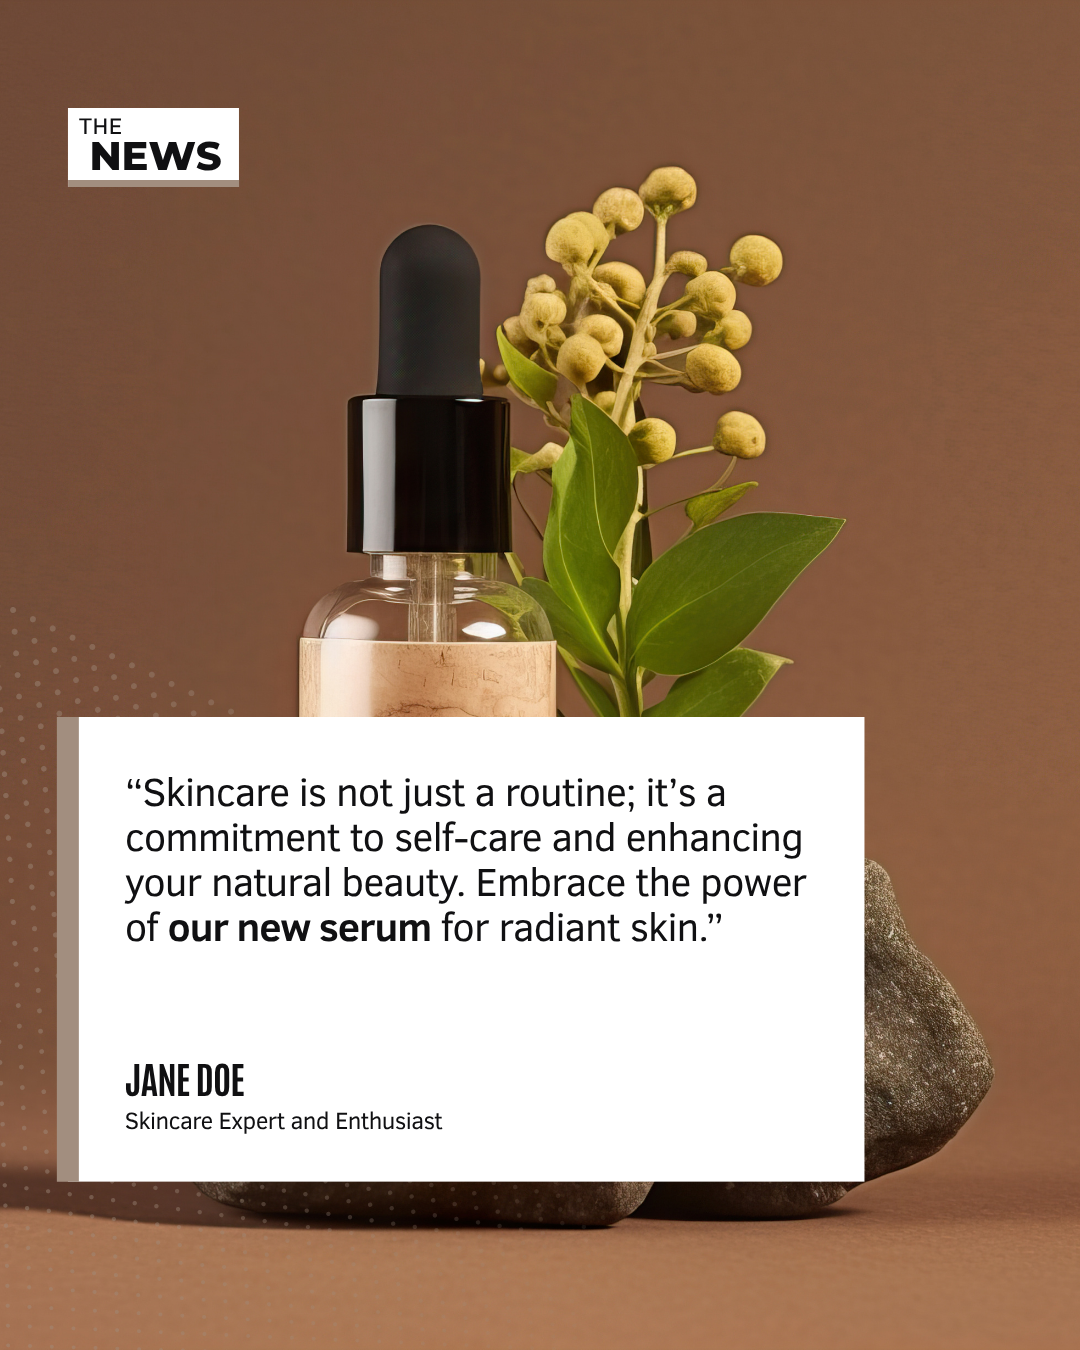 THE
NEWS
“Skincare is not just a routine; it’s a
commitment to self-care and enhancing
your natural beauty. Embrace the power
of our new serum for radiant skin.”
JANE DOE
Skincare Expert and Enthusiast